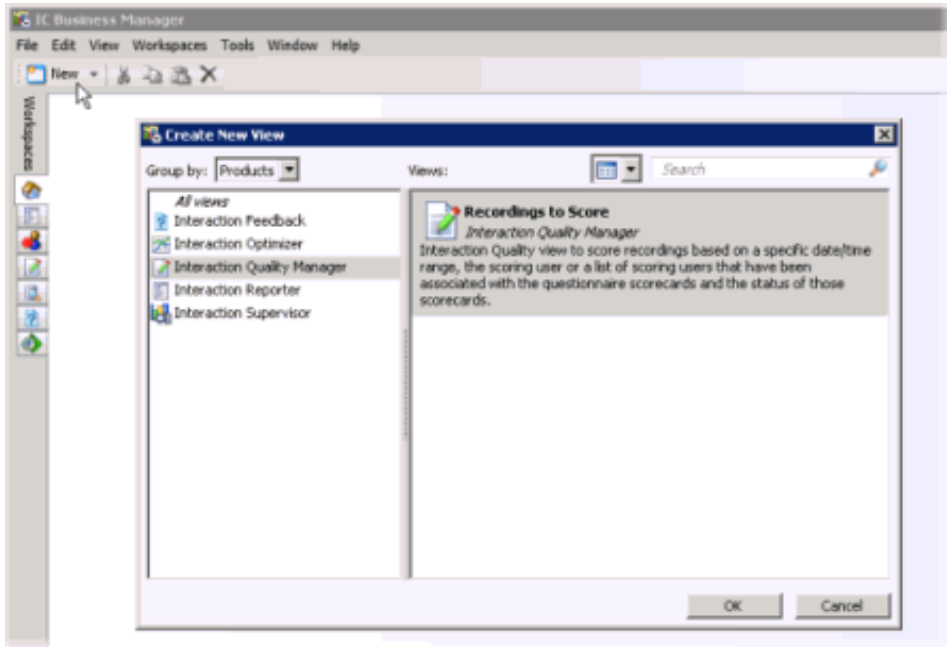 IC Business Manager
File Edit View Workspaces Tools Window Help
New
Workspaces
Create New View
Group by: Products
Views:
Search
All views
Interaction Feedback
Interaction Optimizer
Interaction Quality Manager
Interaction Reporter
Interaction Supervisor
Recordings to Score
Interaction Quality Manager
Interaction Quality view to score recordings based on a specific date/time
range, the scoring user or a list of scoring users that have been
associated with the questionnaire scorecards and the status of those
scorecards.
OK Cancel